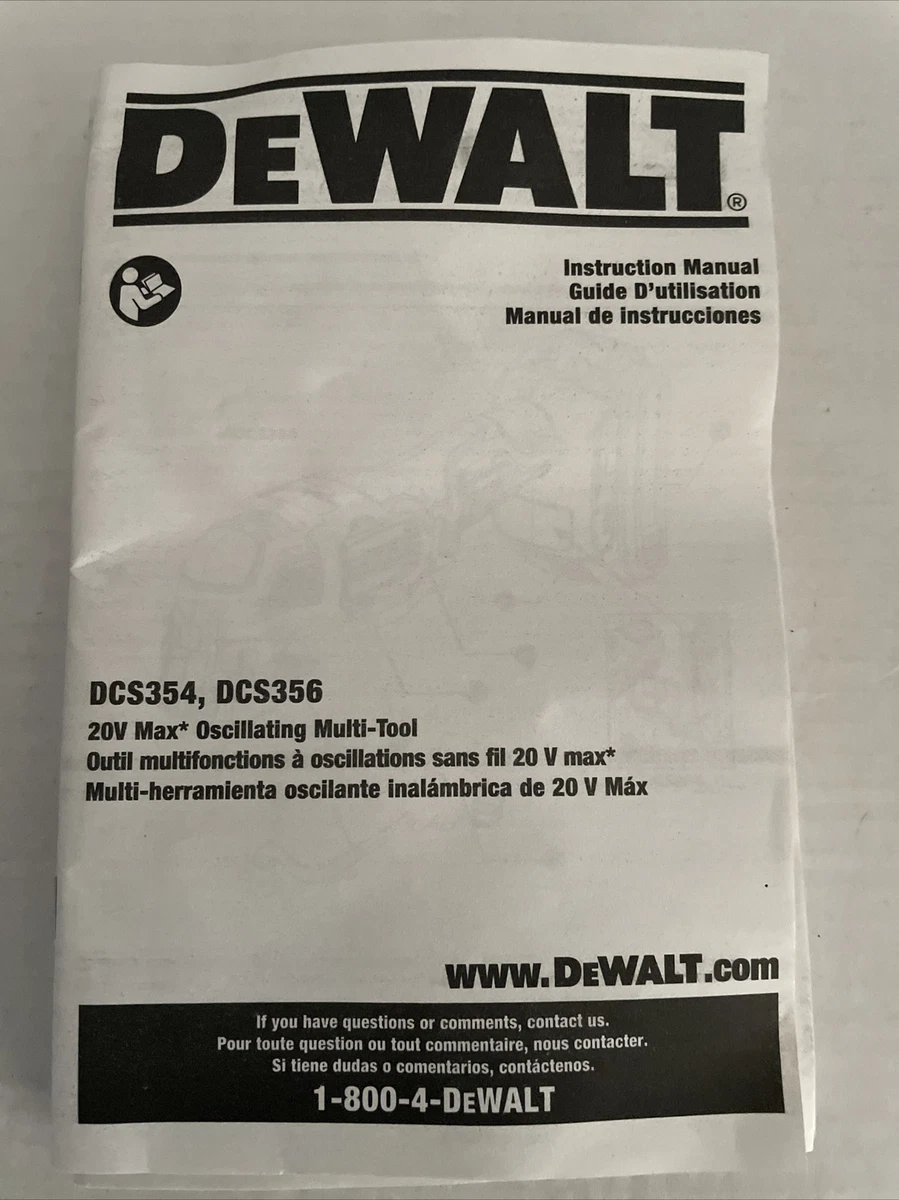 DEWALT®
Instruction Manual
Guide D'utilisation
Manual de instrucciones
DCS354, DCS356
20V Max* Oscillating Multi-Tool
Outil multifonctions à oscillations sans fil 20 V max*
Multi-herramienta oscilante inalámbrica de 20 V Máx
www.DEWALT.com
If you have questions or comments, contact us.
Pour toute question ou tout commentaire, nous contacter.
Si tiene dudas o comentarios, contáctenos.
1-800-4-DEWALT